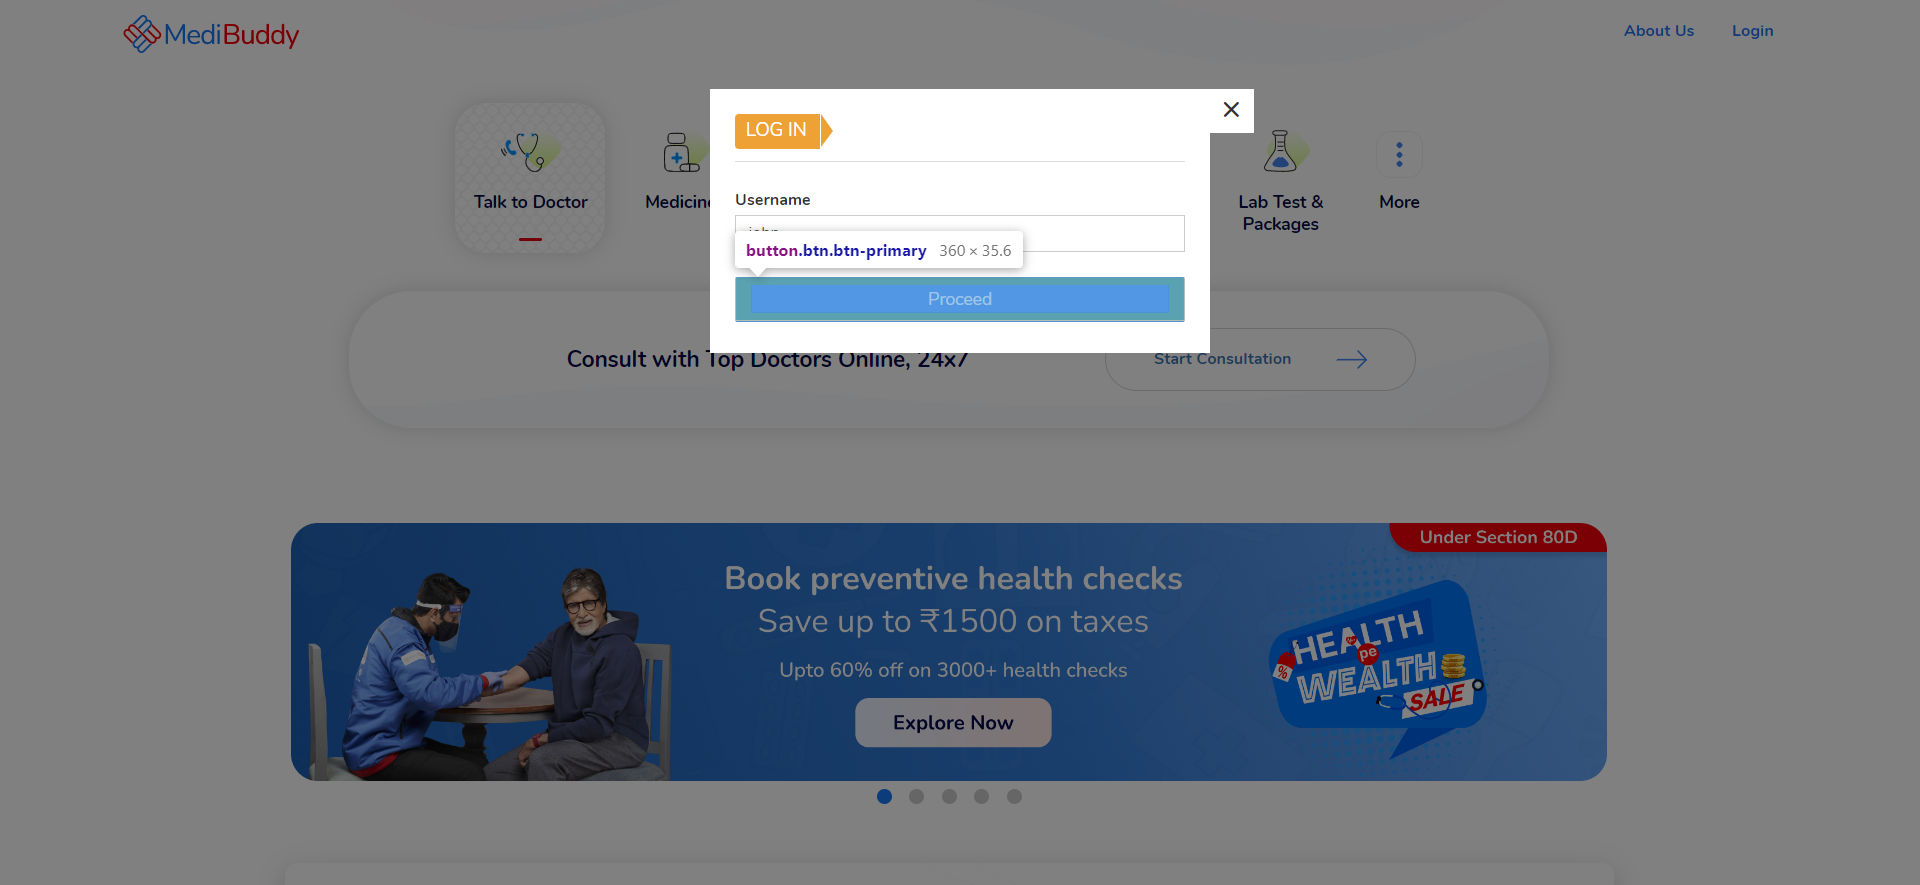 MediBuddy
About Us
Login
LOG IN
Username
button.btn.btn-primary 360 × 35.6
Proceed
Talk to Doctor
Medicine
Lab Test &
Packages
More
Consult with Top Doctors Online, 24x7
Start Consultation
Under Section 80D
Book preventive health checks
Save up to ₹1500 on taxes
Upto 60% off on 3000+ health checks
Explore Now
HEALTH
pe
WEALTH
%
SALE